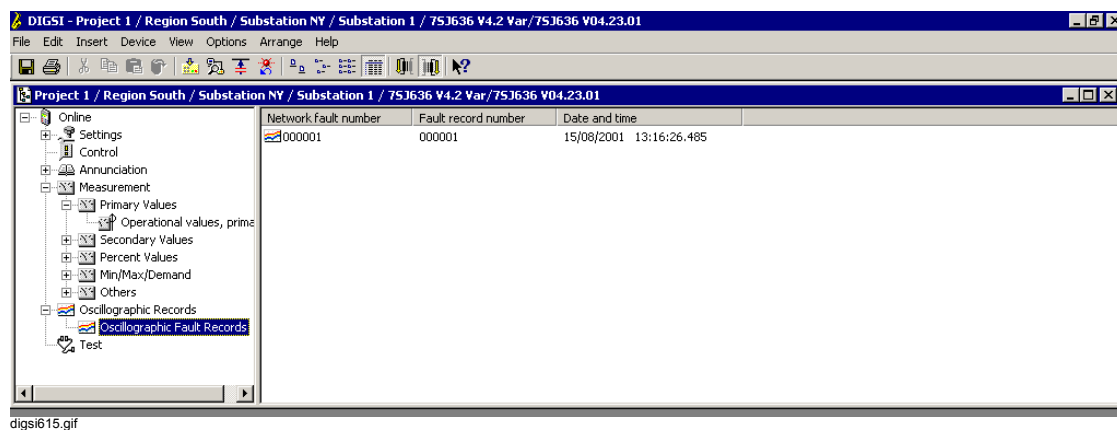 DIGSI - Project 1 / Region South / Substation NY / Substation 1 / 7SJ636 V4.2 Var/7SJ636 V04.23.01
File Edit Insert Device View Options Arrange Help
Project 1 / Region South / Substation NY / Substation 1 / 7SJ636 V4.2 Var/7SJ636 V04.23.01
Online
Settings
Control
Annunciation
Measurement
Primary Values
Operational values, prima
Secondary Values
Percent Values
Min/Max/Demand
Others
Oscillographic Records
Oscillographic Fault Records
Test
Network fault number Fault record number Date and time
000001 000001 15/08/2001 13:16:26.485
digsi615.gif